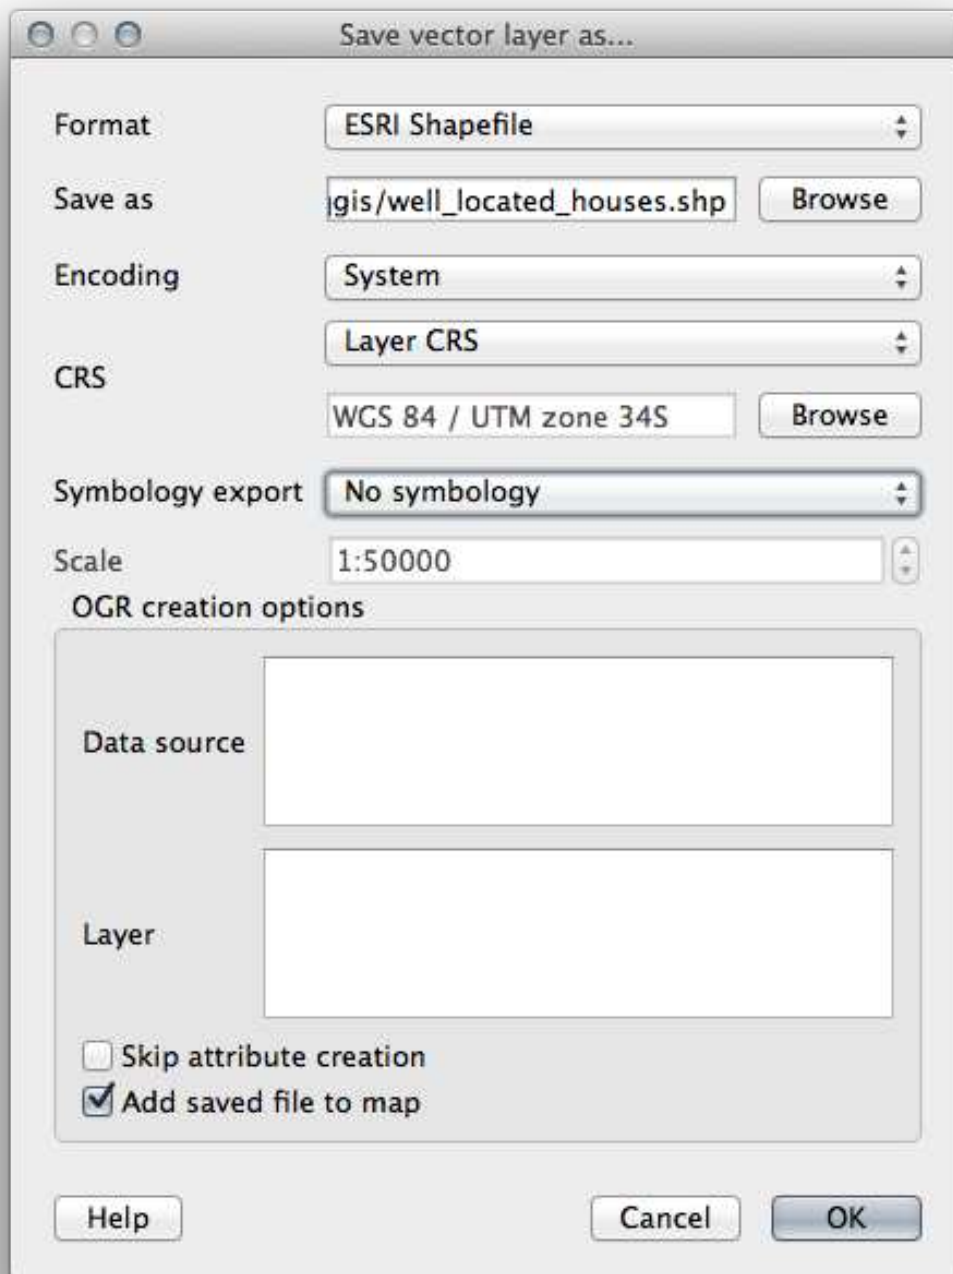 Save vector layer as...
Format ESRI Shapefile
Save as gis/well_located_houses.shp Browse
Encoding System
Layer CRS
CRS
WGS 84 / UTM zone 34S Browse
Symbology export No symbology
Scale 1:50000
OGR creation options
Data source
Layer
Skip attribute creation
Add saved file to map
Help Cancel OK